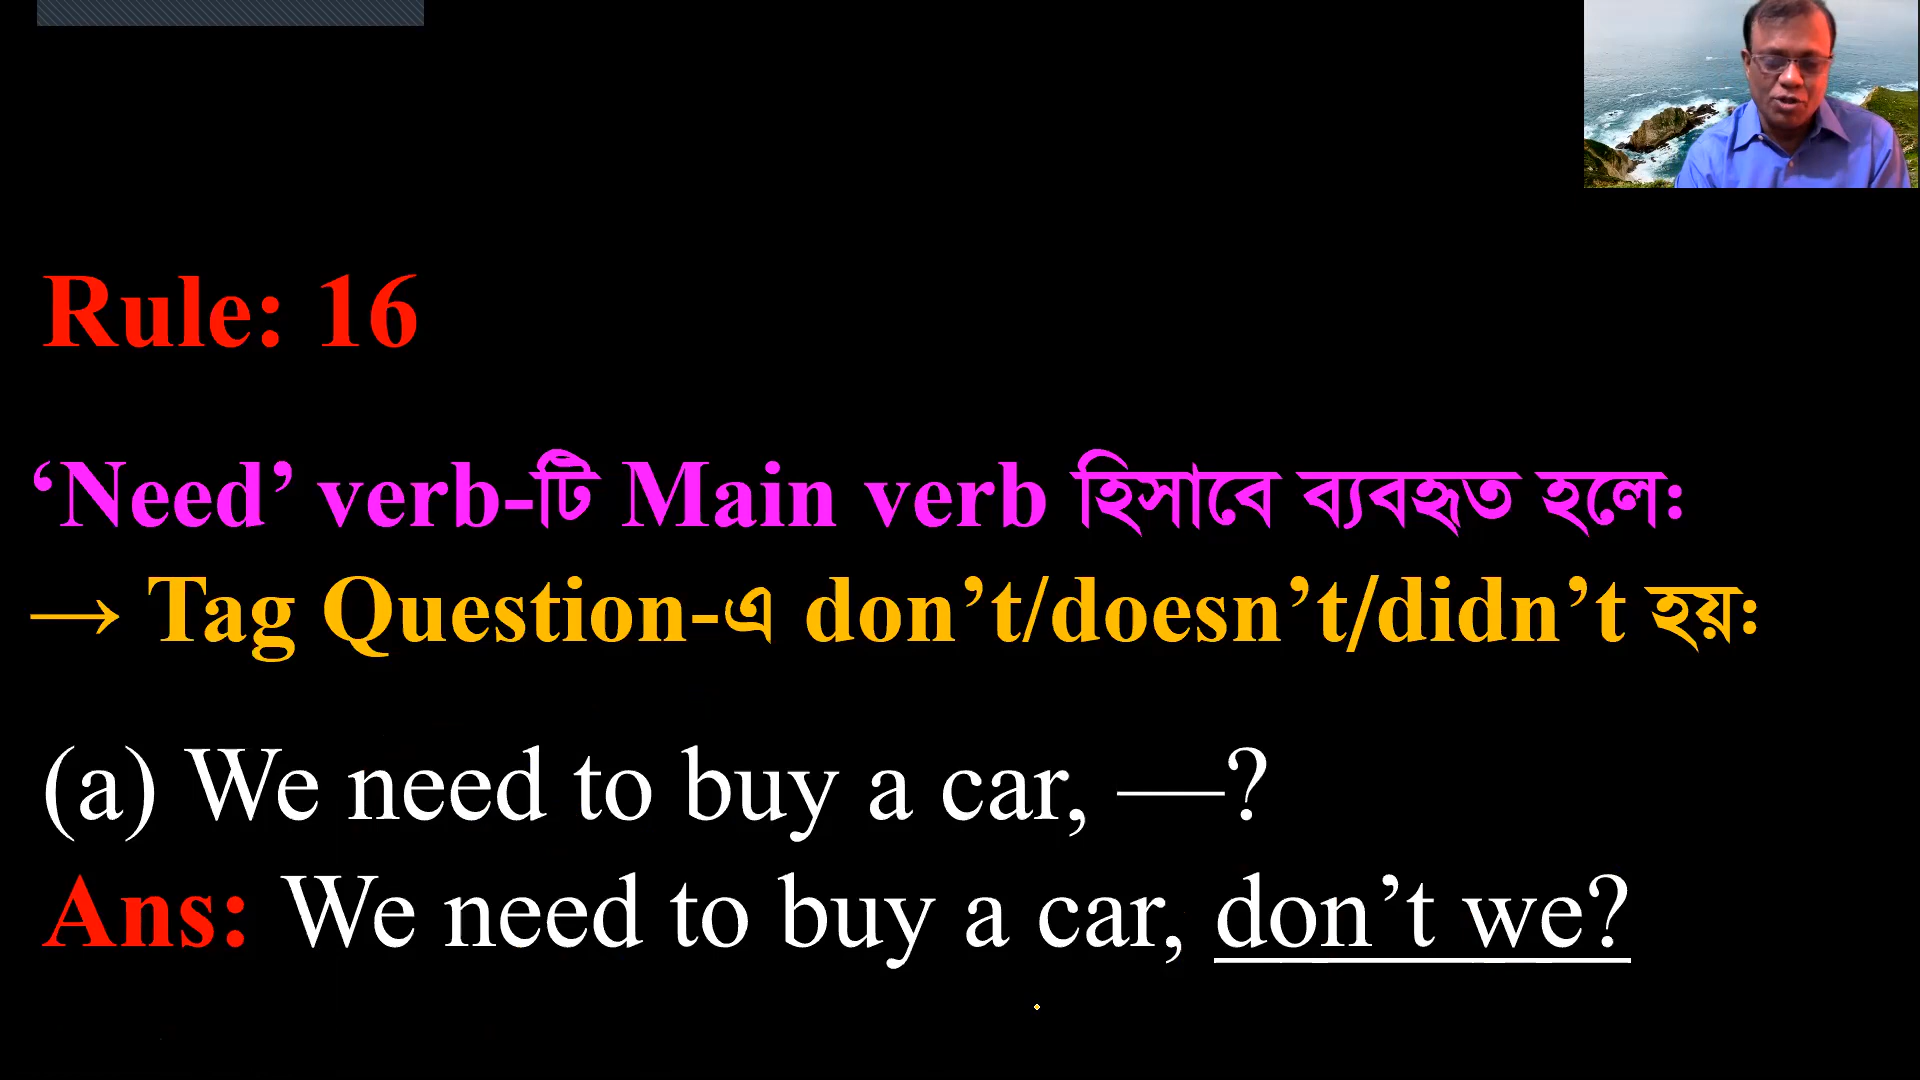 Rule: 16
‘Need’ verb-টি Main verb হিসাবে ব্যবহৃত হলেঃ
→ Tag Question-এ don’t/doesn’t/didn’t হয়ঃ
(a) We need to buy a car, —?
Ans: We need to buy a car, don’t we?